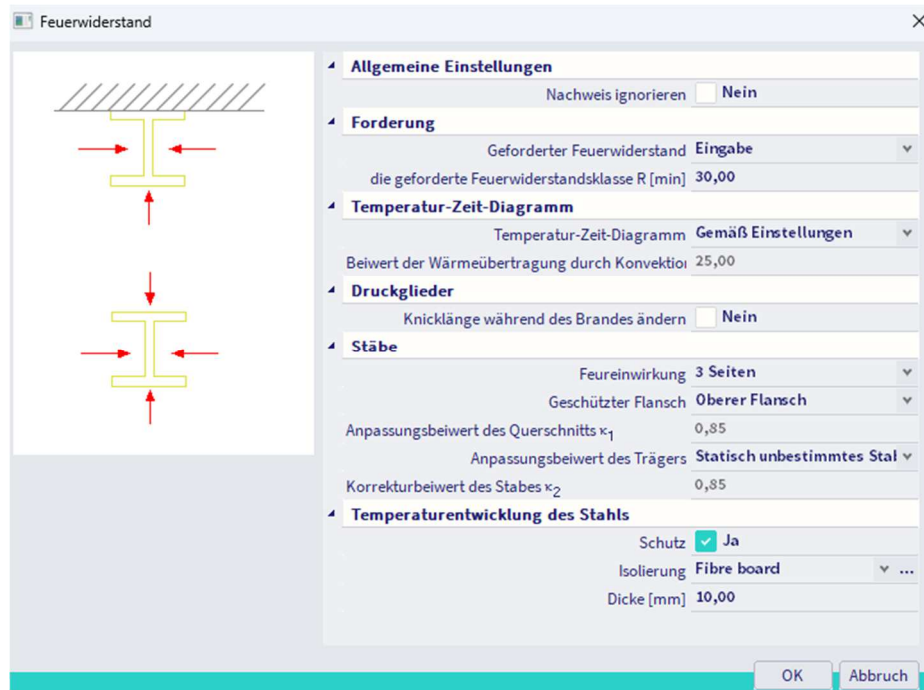 Feuerwiderstand
Allgemeine Einstellungen
Nachweis ignorieren Nein
Forderung
Geforderter Feuerwiderstand Eingabe
die geforderte Feuerwiderstandsklasse R [min] 30,00
Temperatur-Zeit-Diagramm
Temperatur-Zeit-Diagramm Gemäß Einstellungen
Beiwert der Wärmeübertragung durch Konvektion 25,00
Druckglieder
Knicklänge während des Brandes ändern Nein
Stäbe
Feureinwirkung 3 Seiten
Geschützter Flansch Oberer Flansch
Anpassungsbeiwert des Querschnitts κ1 0,85
Anpassungsbeiwert des Trägers Statisch unbestimmtes Stal
Korrekturbeiwert des Stabes κ2 0,85
Temperaturentwicklung des Stahls
Schutz Ja
Isolierung Fibre board ...
Dicke [mm] 10,00
OK Abbruch